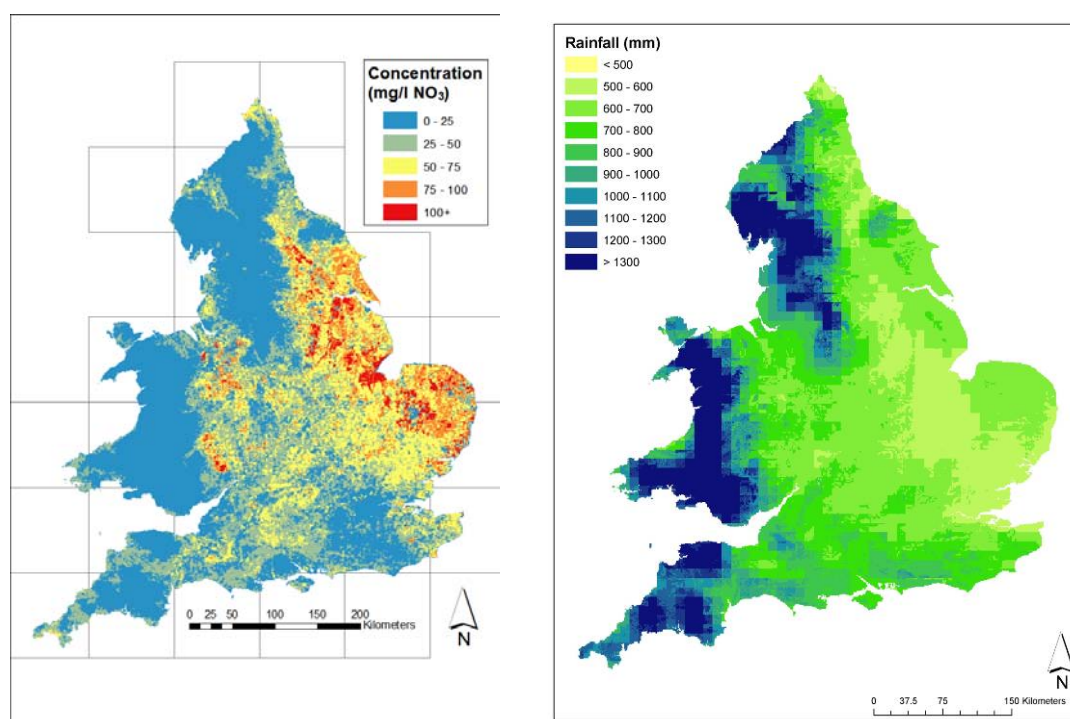 Concentration
(mg/l NO₃)
0 - 25
25 - 50
50 - 75
75 - 100
100+
0 25 50 100 150 200
Kilometers
N
Rainfall (mm)
< 500
500 - 600
600 - 700
700 - 800
800 - 900
900 - 1000
1000 - 1100
1100 - 1200
1200 - 1300
> 1300
N
0 37.5 75 150 Kilometers